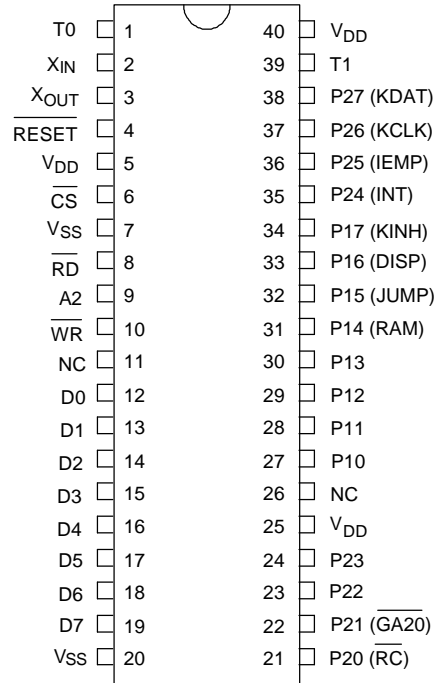 T0 1 40 VDD
XIN 2 39 T1
XOUT 3 38 P27 (KDAT)
RESET 4 37 P26 (KCLK)
VDD 5 36 P25 (IEMP)
CS 6 35 P24 (INT)
VSS 7 34 P17 (KINH)
RD 8 33 P16 (DISP)
A2 9 32 P15 (JUMP)
WR 10 31 P14 (RAM)
NC 11 30 P13
D0 12 29 P12
D1 13 28 P11
D2 14 27 P10
D3 15 26 NC
D4 16 25 VDD
D5 17 24 P23
D6 18 23 P22
D7 19 22 P21 (GA20)
VSS 20 21 P20 (RC)